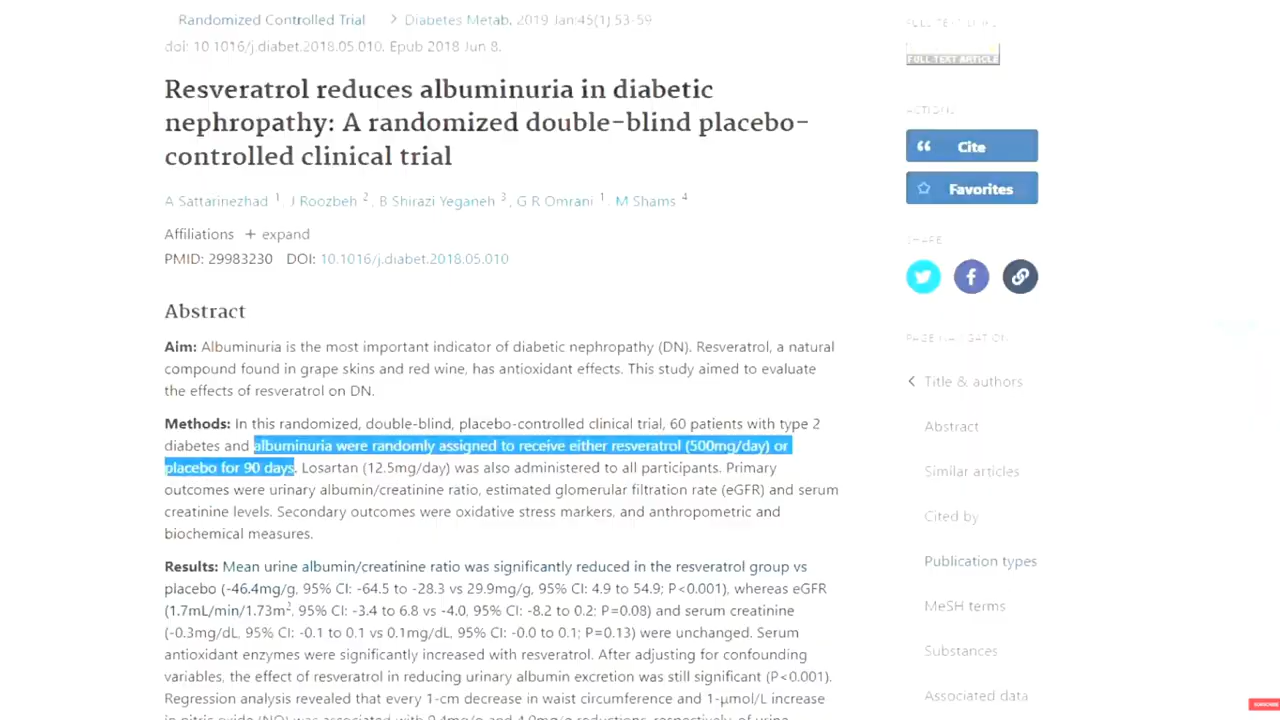 Randomized Controlled Trial > Diabetes Metab. 2019 Jan;45(1):53-59
doi: 10.1016/j.diabet.2018.05.010. Epub 2018 Jun 8.
Resveratrol reduces albuminuria in diabetic
nephropathy: A randomized double-blind placebo-
controlled clinical trial
A Sattarinezhad 1, J Roozbeh 2, B Shirazi Yeganeh 3, G R Omrani 1, M Shams 4
Affiliations + expand
PMID: 29983230 DOI: 10.1016/j.diabet.2018.05.010
Abstract
Aim: Albuminuria is the most important indicator of diabetic nephropathy (DN). Resveratrol, a natural
compound found in grape skins and red wine, has antioxidant effects. This study aimed to evaluate
the effects of resveratrol on DN.
Methods: In this randomized, double-blind, placebo-controlled clinical trial, 60 patients with type 2
diabetes and albuminuria were randomly assigned to receive either resveratrol (500mg/day) or
placebo for 90 days. Losartan (12.5mg/day) was also administered to all participants. Primary
outcomes were urinary albumin/creatinine ratio, estimated glomerular filtration rate (eGFR) and serum
creatinine levels. Secondary outcomes were oxidative stress markers, and anthropometric and
biochemical measures.
Results: Mean urine albumin/creatinine ratio was significantly reduced in the resveratrol group vs
placebo (-46.4mg/g, 95% CI: -64.5 to -28.3 vs 29.9mg/g, 95% CI: 4.9 to 54.9; P<0.001), whereas eGFR
(1.7mL/min/1.73m2, 95% CI: -3.4 to 6.8 vs -4.0, 95% CI: -8.2 to 0.2; P=0.08) and serum creatinine
(-0.3mg/dL, 95% CI: -0.1 to 0.1 vs 0.1mg/dL, 95% CI: -0.0 to 0.1; P=0.13) were unchanged. Serum
antioxidant enzymes were significantly increased with resveratrol. After adjusting for confounding
variables, the effect of resveratrol in reducing urinary albumin excretion was still significant (P<0.001).
Regression analysis revealed that every 1-cm decrease in waist circumference and 1-μmol/L increase
FULL TEXT LINKS
FULL TEXT ARTICLE
ACTIONS
Cite
Favorites
SHARE
PAGE NAVIGATION
< Title & authors
Abstract
Similar articles
Cited by
Publication types
MeSH terms
Substances
Associated data
SUBSCRIBE